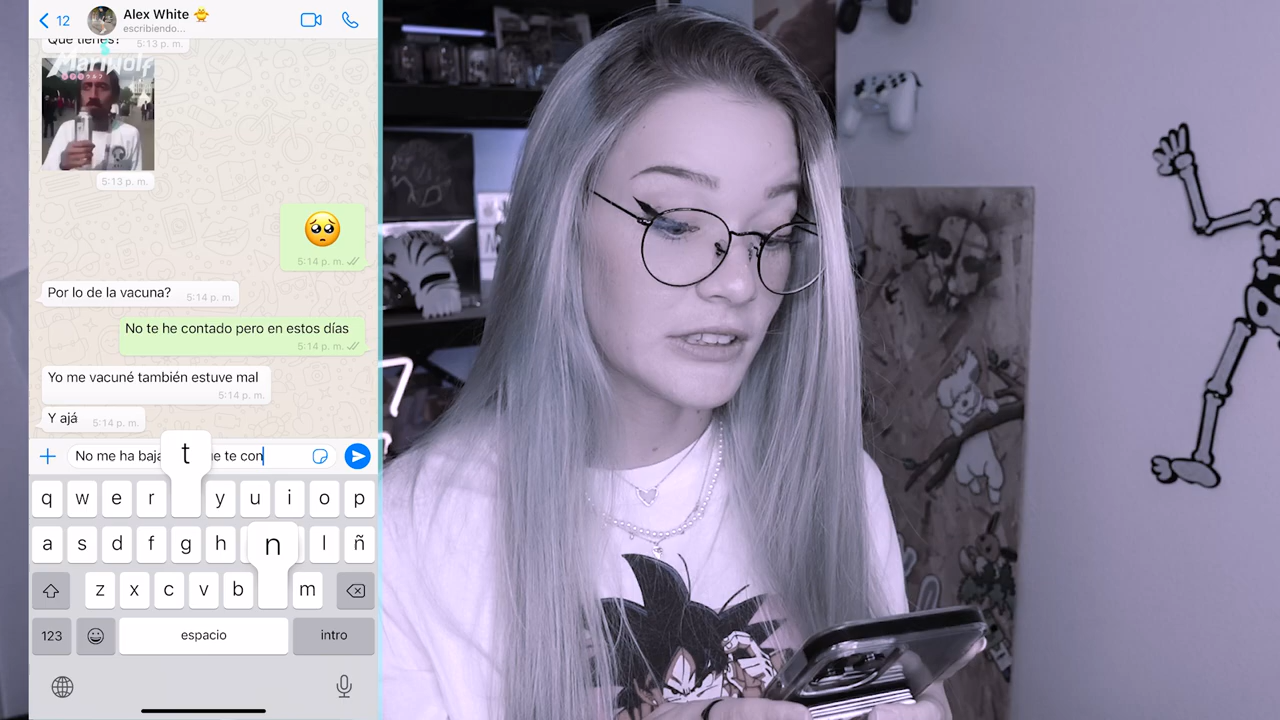 12
Alex White 🐥
escribiendo...
Qué tienes?
5:13 p. m.
Mariwolf
5:13 p. m.
🥺
5:14 p. m.
Por lo de la vacuna?
5:14 p. m.
No te he contado pero en estos días
5:14 p. m.
Yo me vacuné también estuve mal
5:14 p. m.
Y ajá
5:14 p. m.
No me ha baja
t
e te con
q w e r y u i o p
a s d f g h l ñ
n
z x c v b m
123 espacio intro